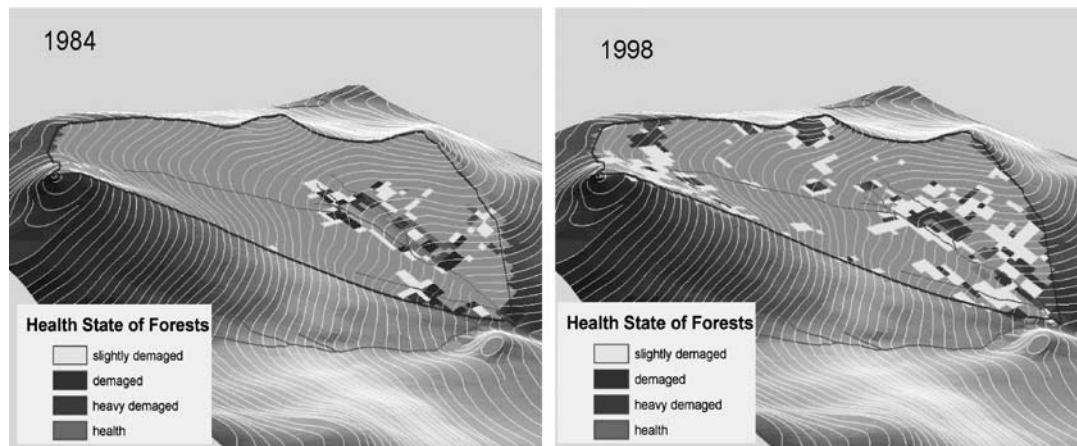 1984
Health State of Forests
slightly demaged
demaged
heavy demaged
health
1998
Health State of Forests
slightly demaged
demaged
heavy demaged
health